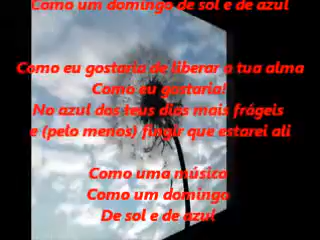 Como um domingo de sol e de azul
Como eu gostaria de liberar a tua alma
Como eu gostaria!
No azul dos teus dias mais frágeis
e (pelo menos) fingir que estarei ali
Como uma músico
Como um domingo
De sol e de azul